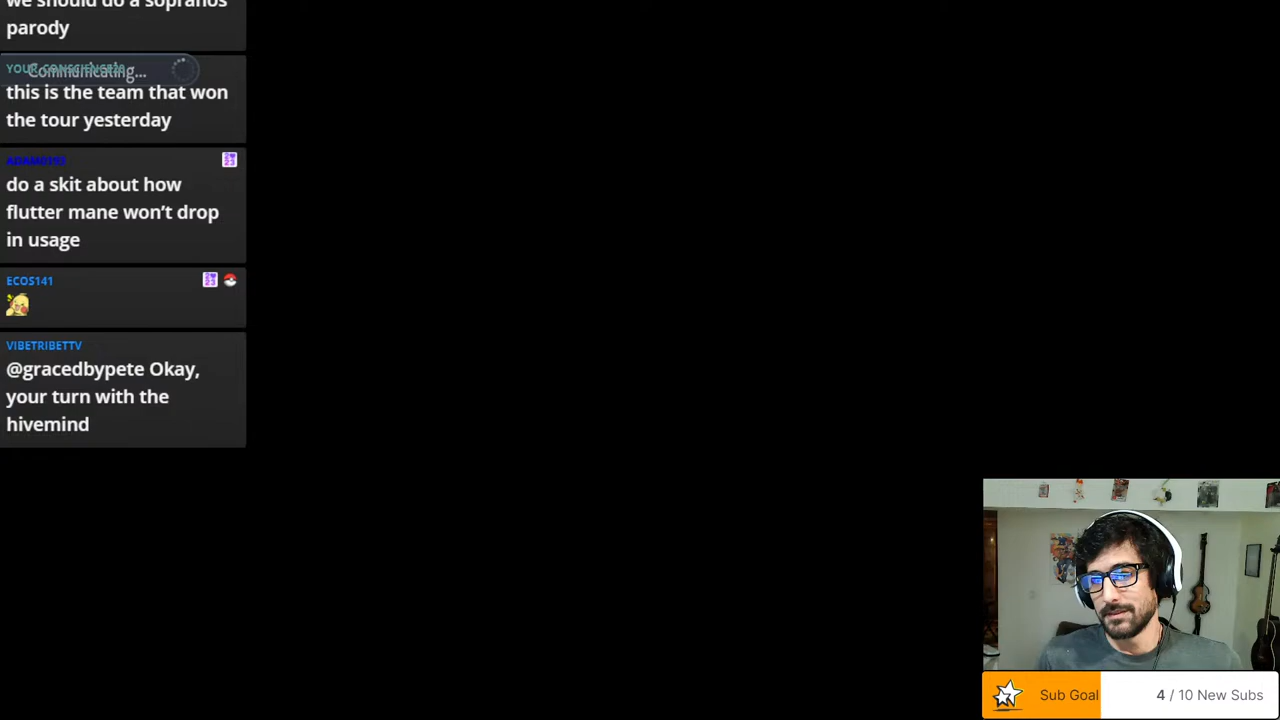 we should do a sopranos
parody
Communicating...
YOUR_CONSCIENCE20
this is the team that won
the tour yesterday
do a skit about how
flutter mane won't drop
in usage
ECOS141
VIBETRIBETTV
@gracedbypete Okay,
your turn with the
hivemind
Sub Goal 4 / 10 New Subs